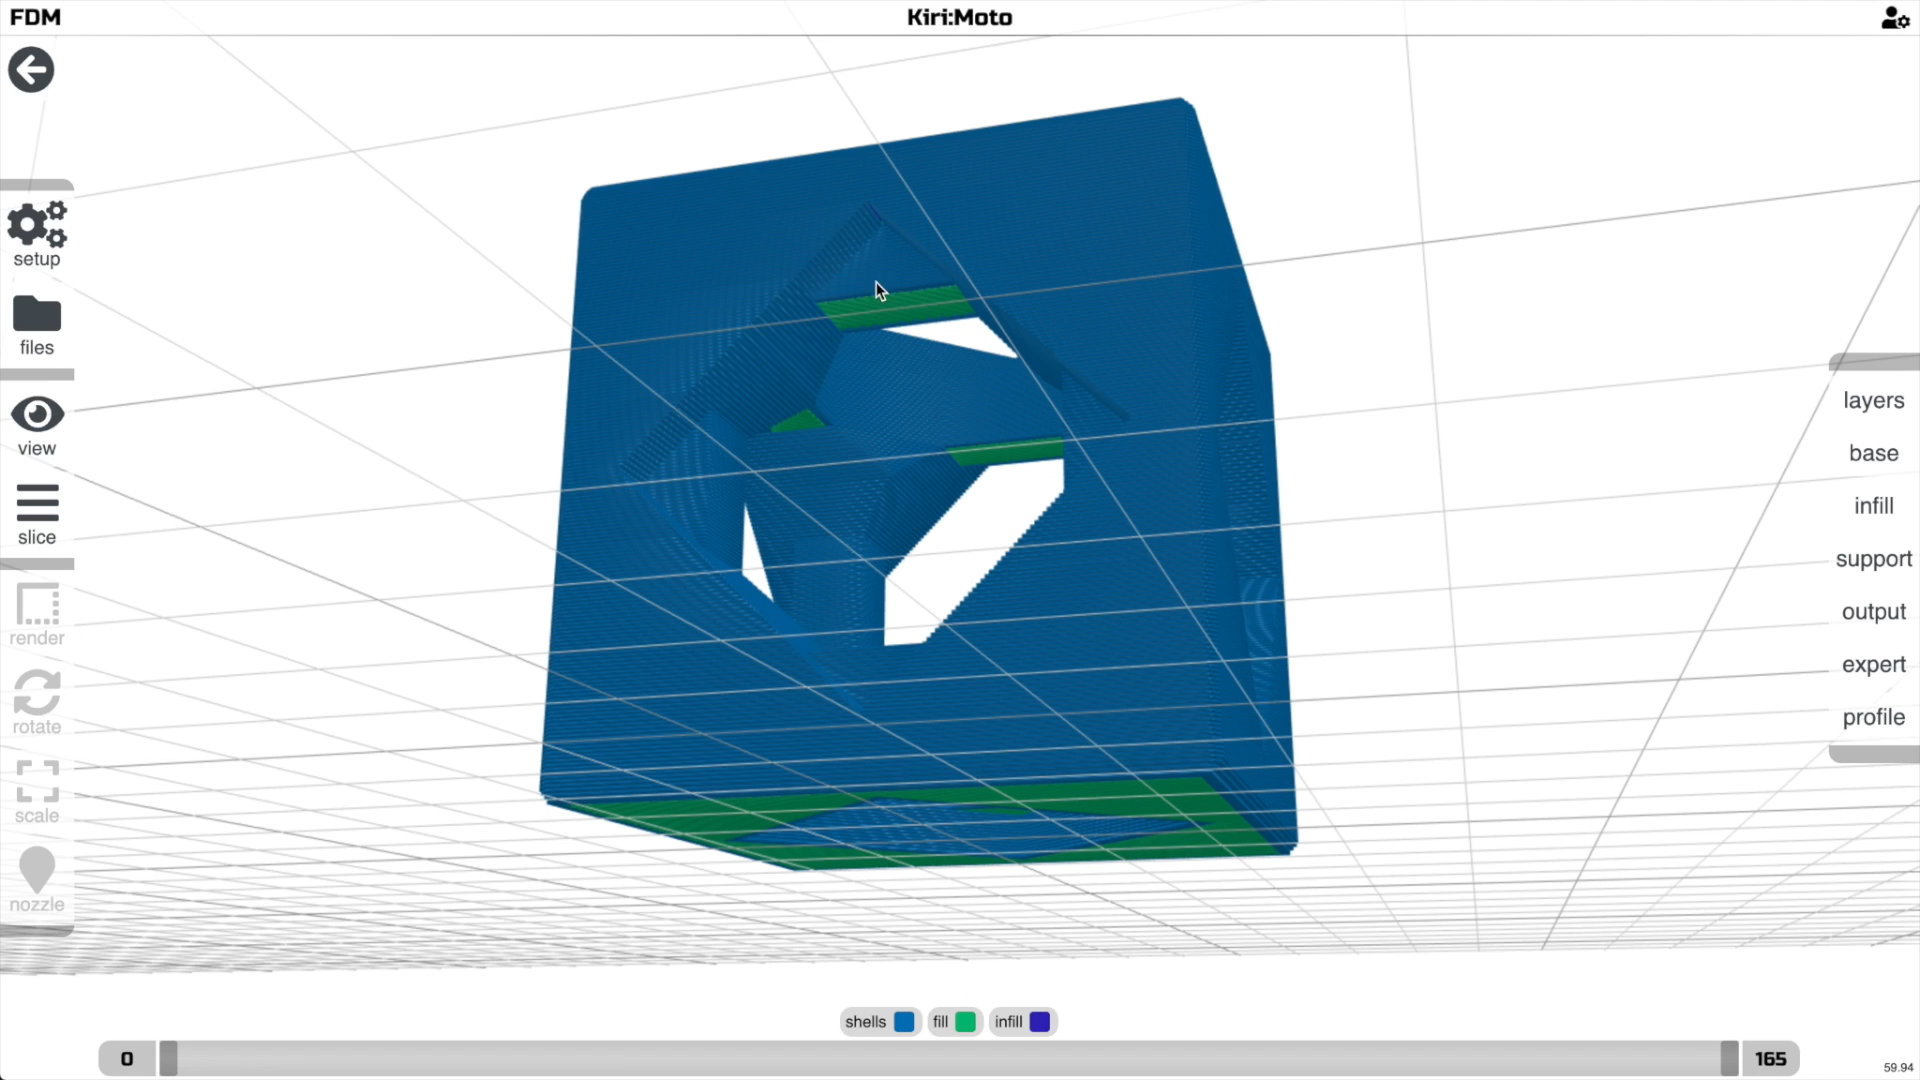 FDM
Kiri:Moto
setup
files
view
slice
render
rotate
scale
nozzle
layers
base
infill
support
output
expert
profile
shells
fill
infill
0
165
59.94